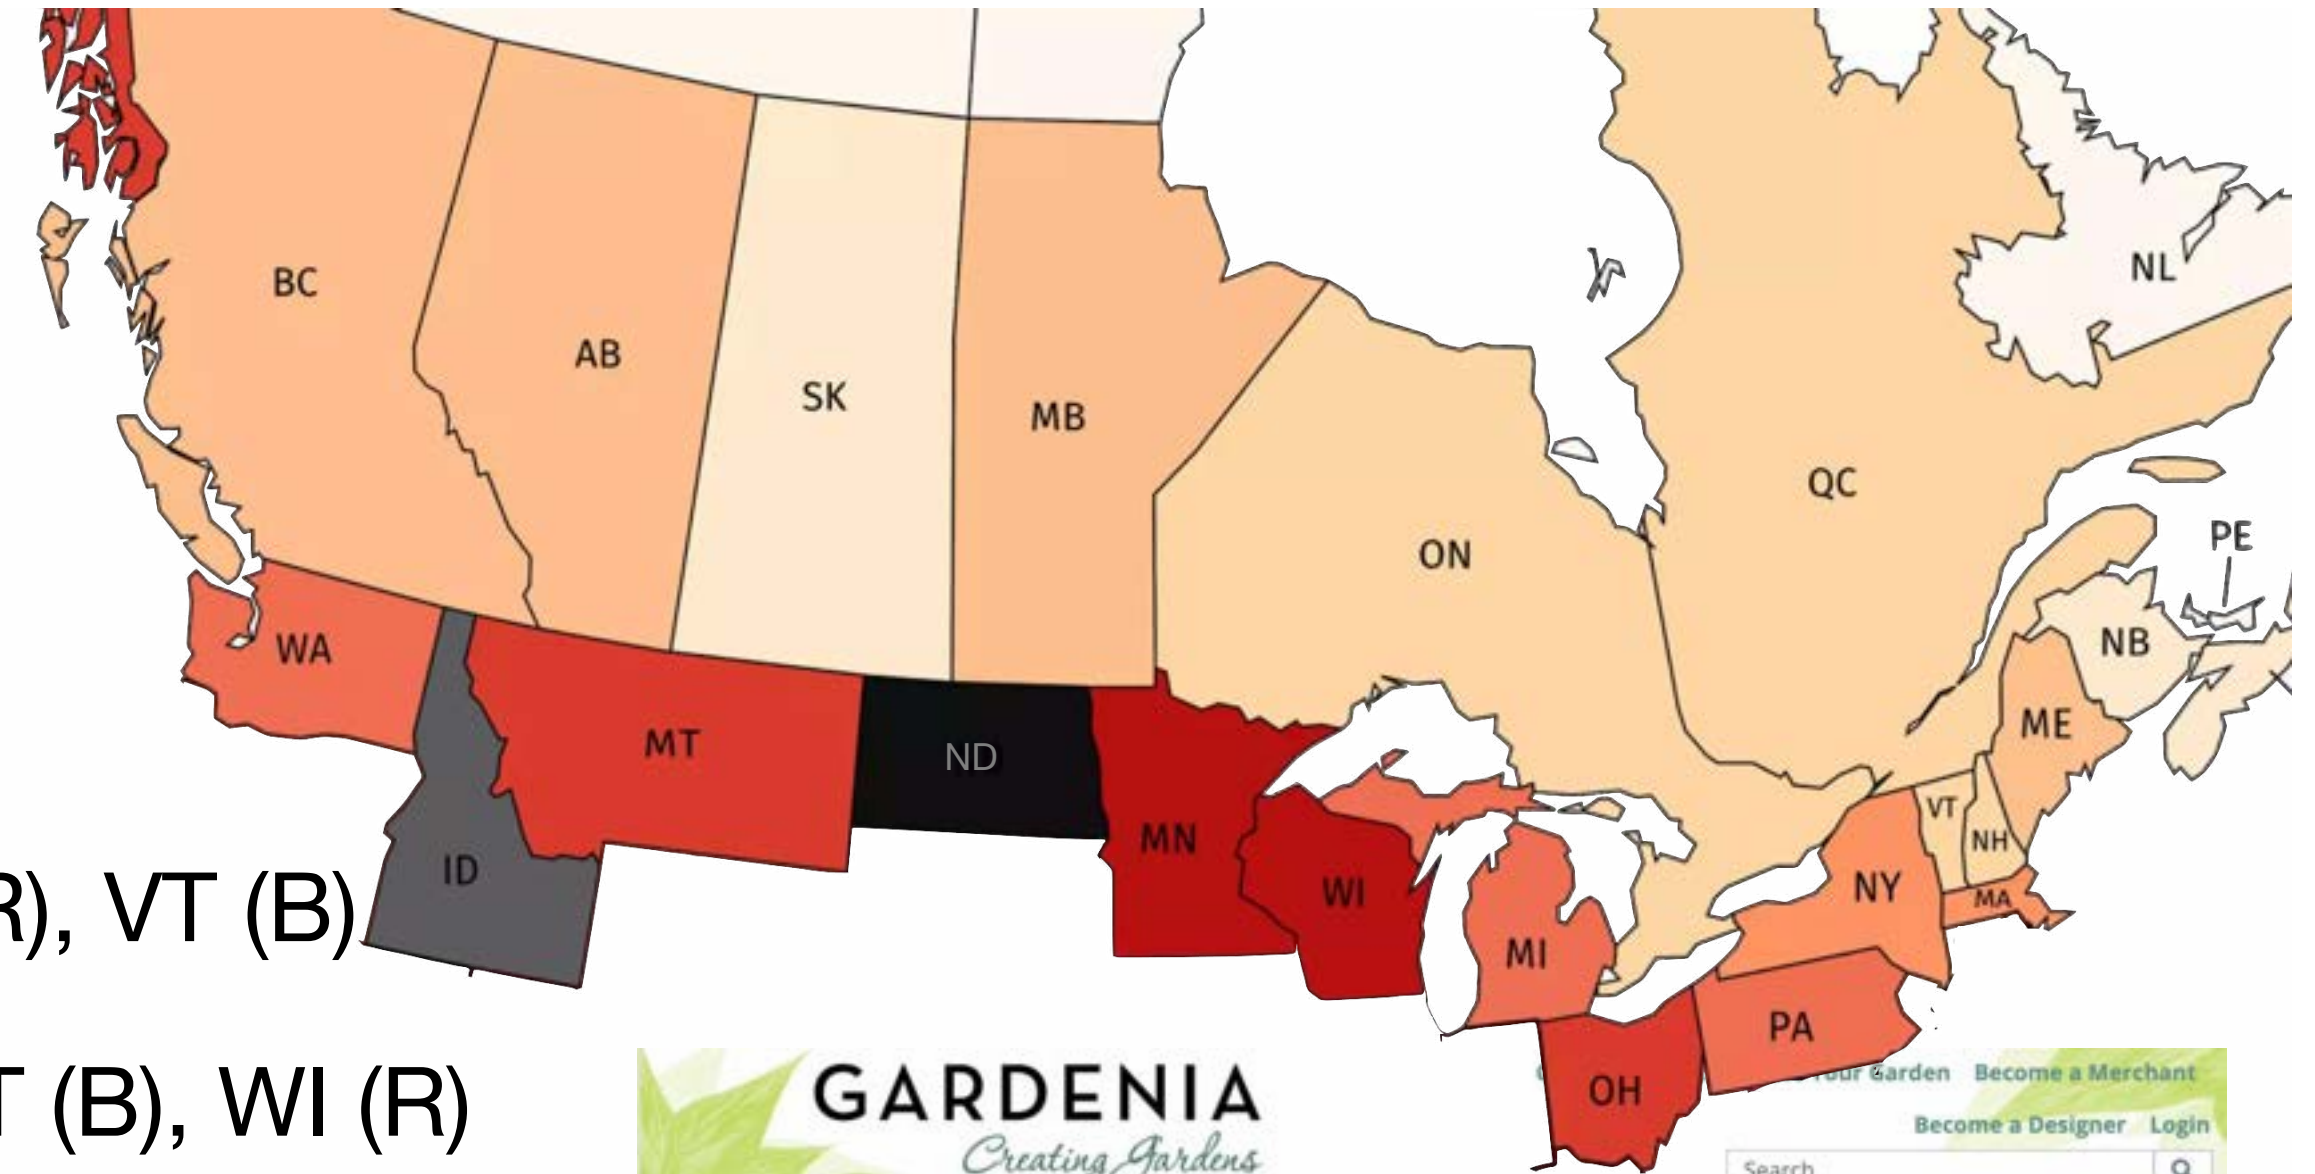 NL
BC
AB
SK
MB
QC
PE
ON
NB
WA
ME
MT
ND
VT
MN
NH
ID
WI
NY
MA
R), VT (B)
MI
PA
GARDENIA
Garden Become a Merchant
OH
T (B), WI (R)
Become a Designer Login
Creating Gardens
Search